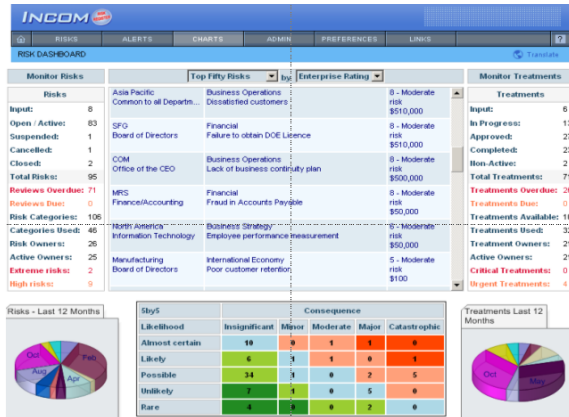 INCOM
RISKS ALERTS CHARTS ADMIN PREFERENCES LINKS ?
RISK DASHBOARD Translate
Monitor Risks
Risks
Input: 8
Open / Active: 83
Suspended: 1
Cancelled: 1
Closed: 2
Total Risks: 95
Reviews Overdue: 71
Reviews Due: 0
Risk Categories: 106
Categories Used: 46
Risk Owners: 26
Active Owners: 25
Extreme risks: 2
High risks: 9
Top Fifty Risks by Enterprise Rating
Asia Pacific Business Operations 8 - Moderate
Common to all Departm... Dissatisfied customers risk
$510,000
SFG Financial 8 - Moderate
Board of Directors Failure to obtain DOE Licence risk
$510,000
COM Business Operations 8 - Moderate
Office of the CEO Lack of business continuity plan risk
$500,000
MRS Financial 8 - Moderate
Finance/Accounting Fraud in Accounts Payable risk
$50,000
North America Business Strategy 6 - Moderate
Information Technology Employee performance measurement risk
$50,000
Manufacturing International Economy 5 - Moderate
Board of Directors Poor customer retention risk
$100
Monitor Treatments
Treatments
Input: 6
In Progress:
Approved:
Completed:
Non-Active: 2
Total Treatments:
Treatments Overdue:
Treatments Due: 0
Treatments Available:
Treatments Used:
Treatment Owners:
Active Owners:
Critical Treatments: 0
Urgent Treatments: 4
Risks - Last 12 Months
Oct Feb
Aug Apr
5by5 Consequence
Likelihood Insignificant Minor Moderate Major Catastrophic
Almost certain 10 0 1 1 0
Likely 6 1 1 0 1
Possible 34 1 0 2 5
Unlikely 7 1 0 5 0
Rare 4 0 0 2 0
Treatments Last 12
Months
Oct May